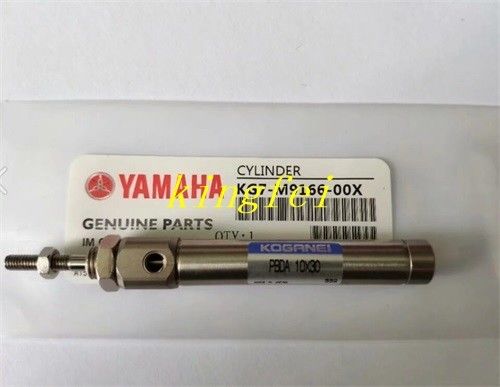 CYLINDER
YAMAHA
KG7-M9166-00X
kingfei
GENUINE PARTS
QTY: 1
KOGANEI
PBDA 10X30